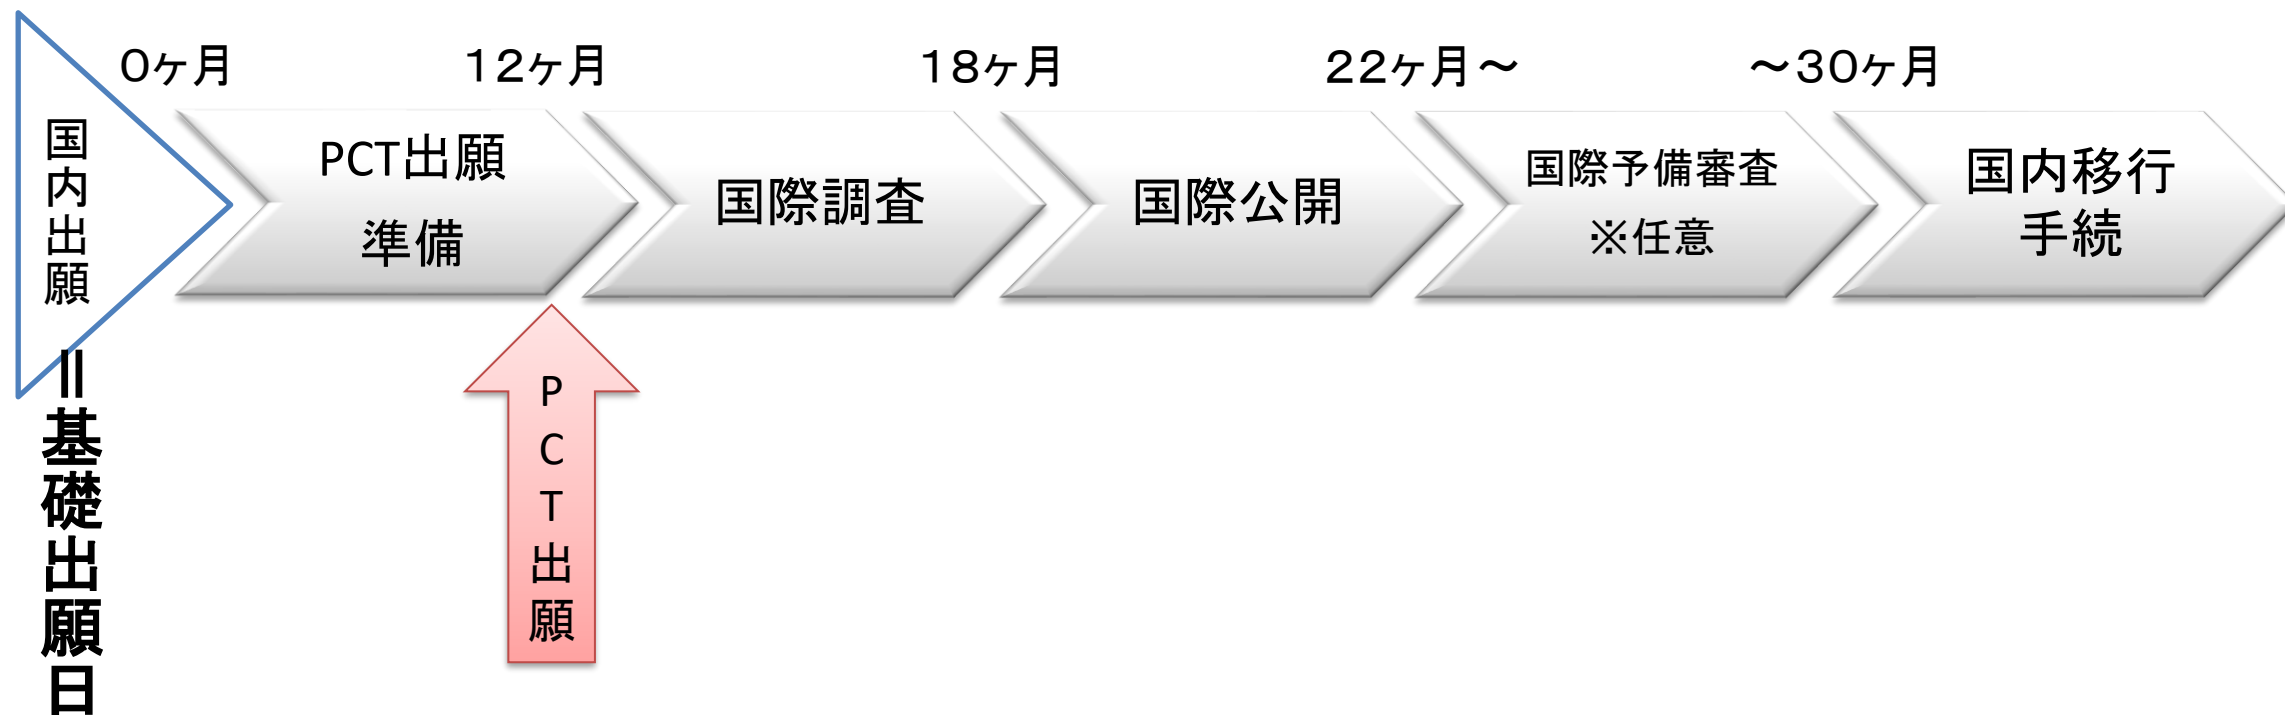 0ヶ月
12ヶ月
18ヶ月
22ヶ月～
～30ヶ月
国内出願
＝基礎出願日
PCT出願
準備
国際調査
国際公開
国際予備審査
※任意
国内移行
手続
PCT出願